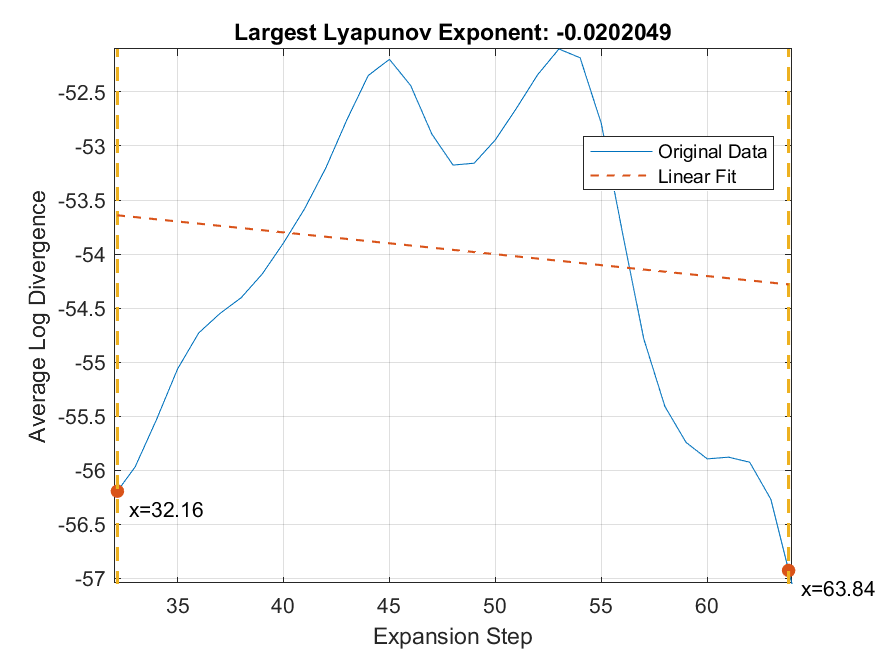 Largest Lyapunov Exponent: -0.0202049
Average Log Divergence
-52.5
-53
-53.5
-54
-54.5
-55
-55.5
-56
-56.5
-57
Original Data
Linear Fit
x=32.16
x=63.84
35 40 45 50 55 60
Expansion Step